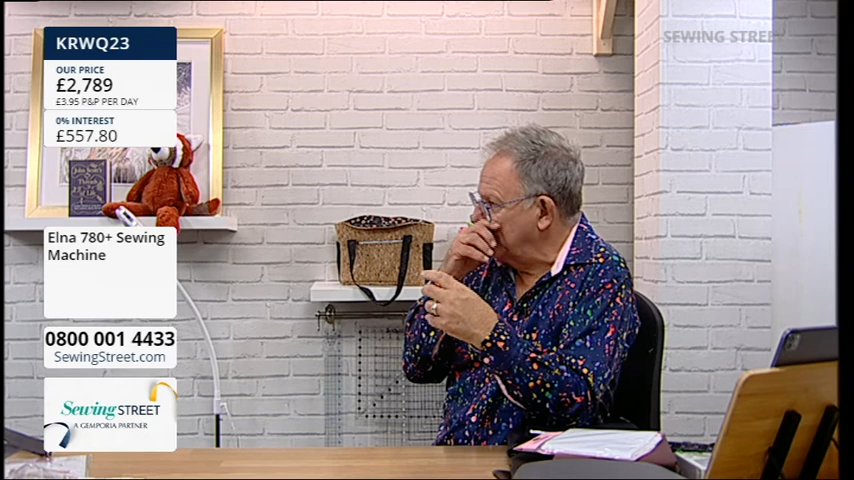 KRWQ23
OUR PRICE
£2,789
£3.95 P&P PER DAY
0% INTEREST
£557.80
Elna 780+ Sewing
Machine
0800 001 4433
SewingStreet.com
Sewing STREET
A GEMPORIA PARTNER
SEWING STREET